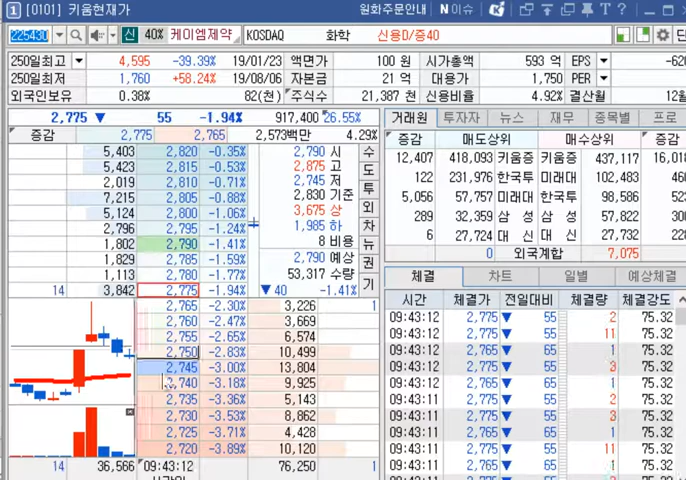 [0101] 키움현재가 일화주문안내 N이슈
225430 신 40% 케이엠제약 KOSDAQ 화학 신용D/증40
250일최고 4,595 -39.39% 19/01/23 액면가 100 원 시가총액 593 억 EPS -620
250일최저 1,760 +58.24% 19/08/06 자본금 21 억 대용가 1,750 PER
외국인보유 0.38% 82(천) 주식수 21,387 천 신용비율 4.92% 결산월 12월
2,775 ▼ 55 -1.94% 917,400 26.55% 거래원 투자자 뉴스 재무 종목별 프로
증감 2,775 2,765 2,573백만 4.29% 증감 매도상위 매수상위 증감
5,403 2,820 -0.35% 2,790 시 수 12,407 418,093 키움증 키움증 437,117 16,018
5,423 2,815 -0.53% 2,875 고 도 122 231,976 한국투 미래대 102,483
2,019 2,810 -0.71% 2,745 저 투 5,056 57,757 미래대 한국투 98,586
7,215 2,805 -0.88% 2,830 기준 289 32,359 삼 성 삼 성 57,822
5,124 2,800 -1.06% 3,675 상 외 6 27,724 대 신 대 신 27,732
2,796 2,795 -1.24% 1,985 하 차 0 외국계합 7,075
1,802 2,790 -1.41% 8 비용 뉴
1,829 2,785 -1.59% 2,790 예상 권 체결 차트 일별 예상체결
1,113 2,780 -1.77% 53,317 수량
14 3,842 2,775 -1.94% ▼ 40 -1.41% 기 시간 체결가 전일대비 체결량 체결강도
2,765 -2.30% 3,226 1 09:43:12 2,775 ▼ 55 2 75.32
2,760 -2.47% 3,669 09:43:12 2,775 ▼ 55 11 75.32
2,755 -2.65% 6,574 09:43:12 2,765 ▼ 65 1 75.32
2,750 -2.83% 10,499 09:43:12 2,775 ▼ 55 3 75.32
2,745 -3.00% 13,804 09:43:12 2,775 ▼ 55 2 75.32
2,740 -3.18% 9,925 09:43:11 2,765 ▼ 65 1 75.32
2,735 -3.36% 5,143 09:43:11 2,775 ▼ 55 3 75.32
2,730 -3.53% 8,862 09:43:11 2,765 ▼ 65 1 75.32
2,725 -3.71% 4,428 09:43:11 2,775 ▼ 55 11 75.32
2,720 -3.89% 10,120 09:43:11 2,765 ▼ 65 1 75.32
14 36,566 09:43:12 76,250 1